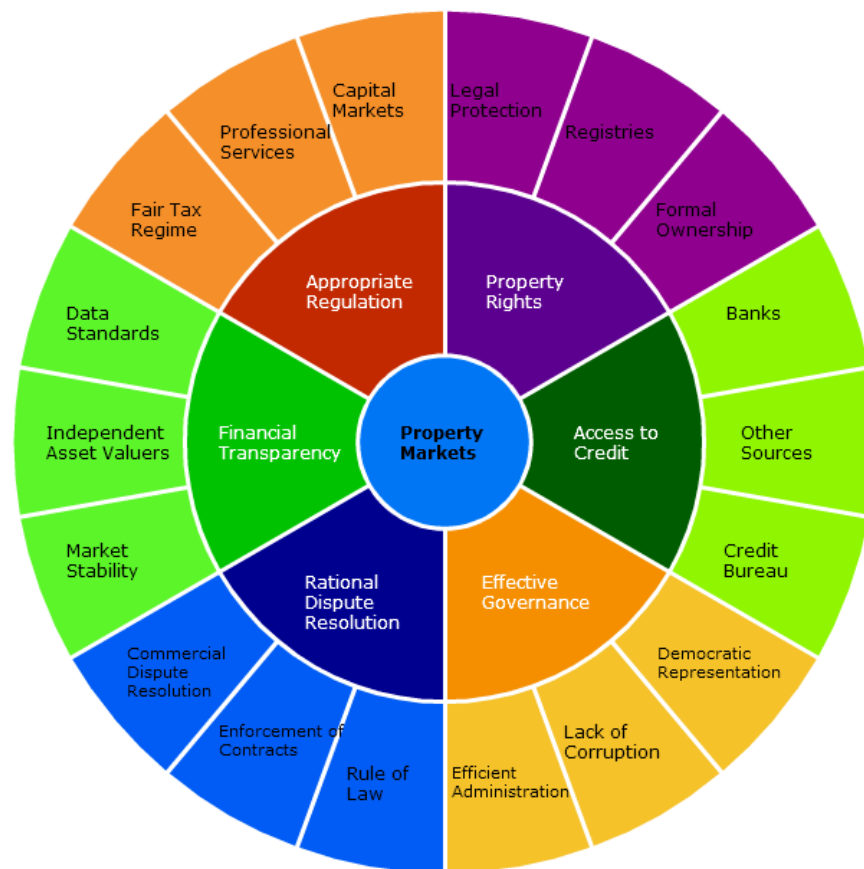 Capital
Markets
Legal
Protection
Professional
Services
Registries
Fair Tax
Regime
Formal
Ownership
Appropriate
Regulation
Property
Rights
Data
Standards
Banks
Independent
Asset Valuers
Financial
Transparency
Property
Markets
Access to
Credit
Other
Sources
Market
Stability
Credit
Bureau
Rational
Dispute
Resolution
Effective
Governance
Commercial
Dispute
Resolution
Democratic
Representation
Enforcement of
Contracts
Lack of
Corruption
Rule of
Law
Efficient
Administration